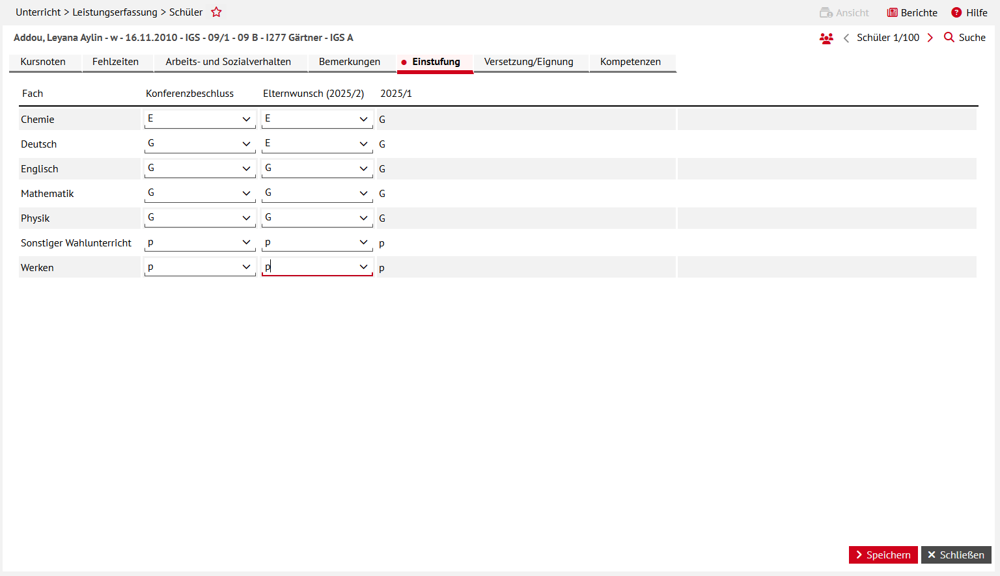 Unterricht > Leistungserfassung > Schüler
Ansicht Berichte Hilfe
Addou, Leyana Aylin - w - 16.11.2010 - IGS - 09/1 - 09 B - I277 Gärtner - IGS A
Schüler 1/100 Suche
Kursnoten Fehlzeiten Arbeits- und Sozialverhalten Bemerkungen Einstufung Versetzung/Eignung Kompetenzen
Fach Konferenzbeschluss Elternwunsch (2025/2) 2025/1
Chemie E E G
Deutsch G E G
Englisch G G G
Mathematik G G G
Physik G G G
Sonstiger Wahlunterricht p p p
Werken p p p
Speichern Schließen